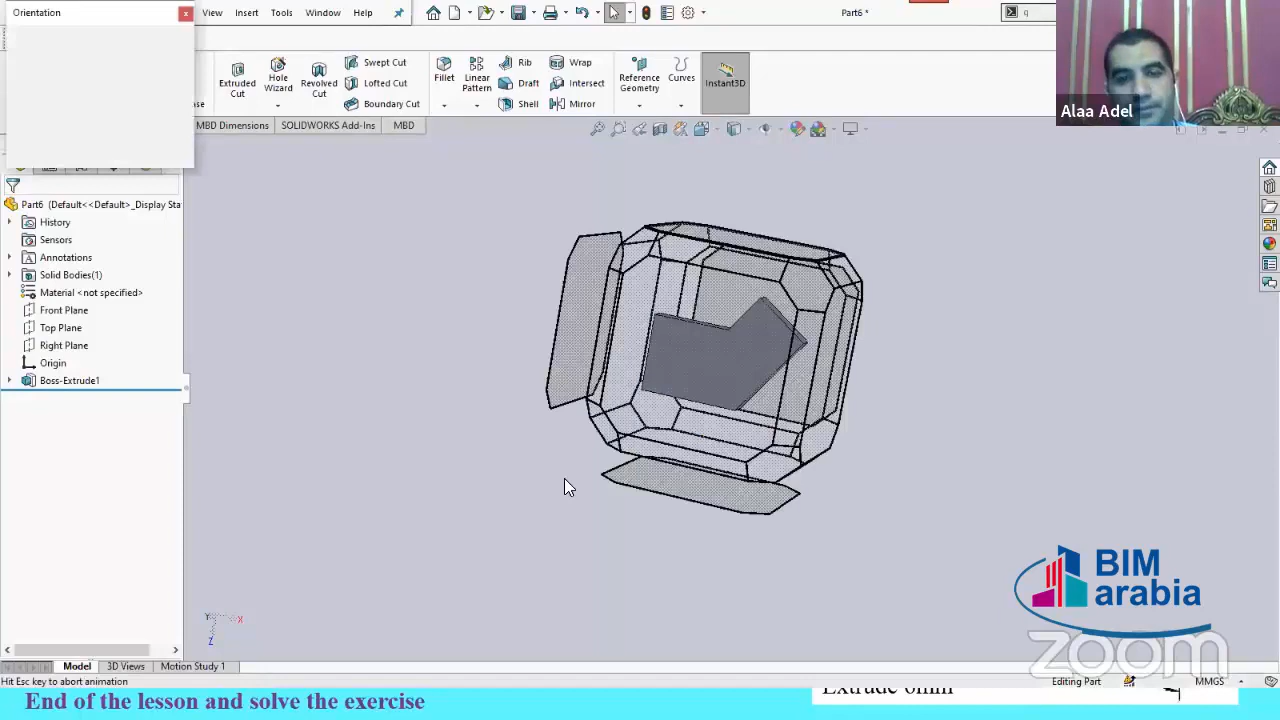 Orientation
View
Insert
Tools
Window
Help
Part6 *
q
Extruded
Cut
Hole
Wizard
Revolved
Cut
Swept Cut
Lofted Cut
Boundary Cut
Fillet
Linear
Pattern
Rib
Draft
Shell
Wrap
Intersect
Mirror
Reference
Geometry
Curves
Instant3D
Alaa Adel
MBD Dimensions
SOLIDWORKS Add-Ins
MBD
Part6 (Default<<Default>_Display Sta
History
Sensors
Annotations
Solid Bodies(1)
Material <not specified>
Front Plane
Top Plane
Right Plane
Origin
Boss-Extrude1
Y
X
Z
BIM
arabia
zoom
Model
3D Views
Motion Study 1
Hit Esc key to abort animation
Editing Part
MMGS
End of the lesson and solve the exercise
Extrude 6mm